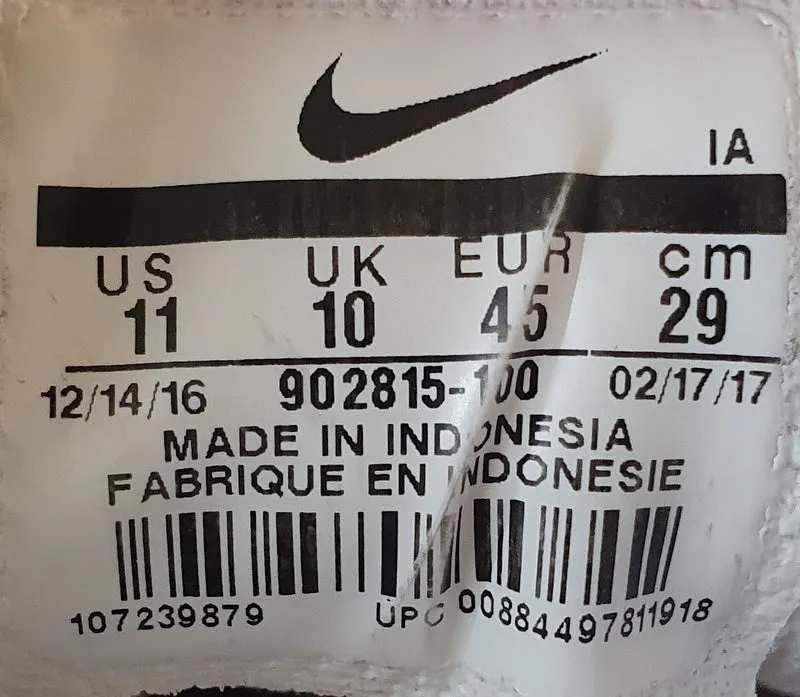 IA
US UK EUR cm
11 10 45 29
12/14/16 902815-100 02/17/17
MADE IN INDONESIA
FABRIQUE EN INDONESIE
107239879 UPC 00884497811918